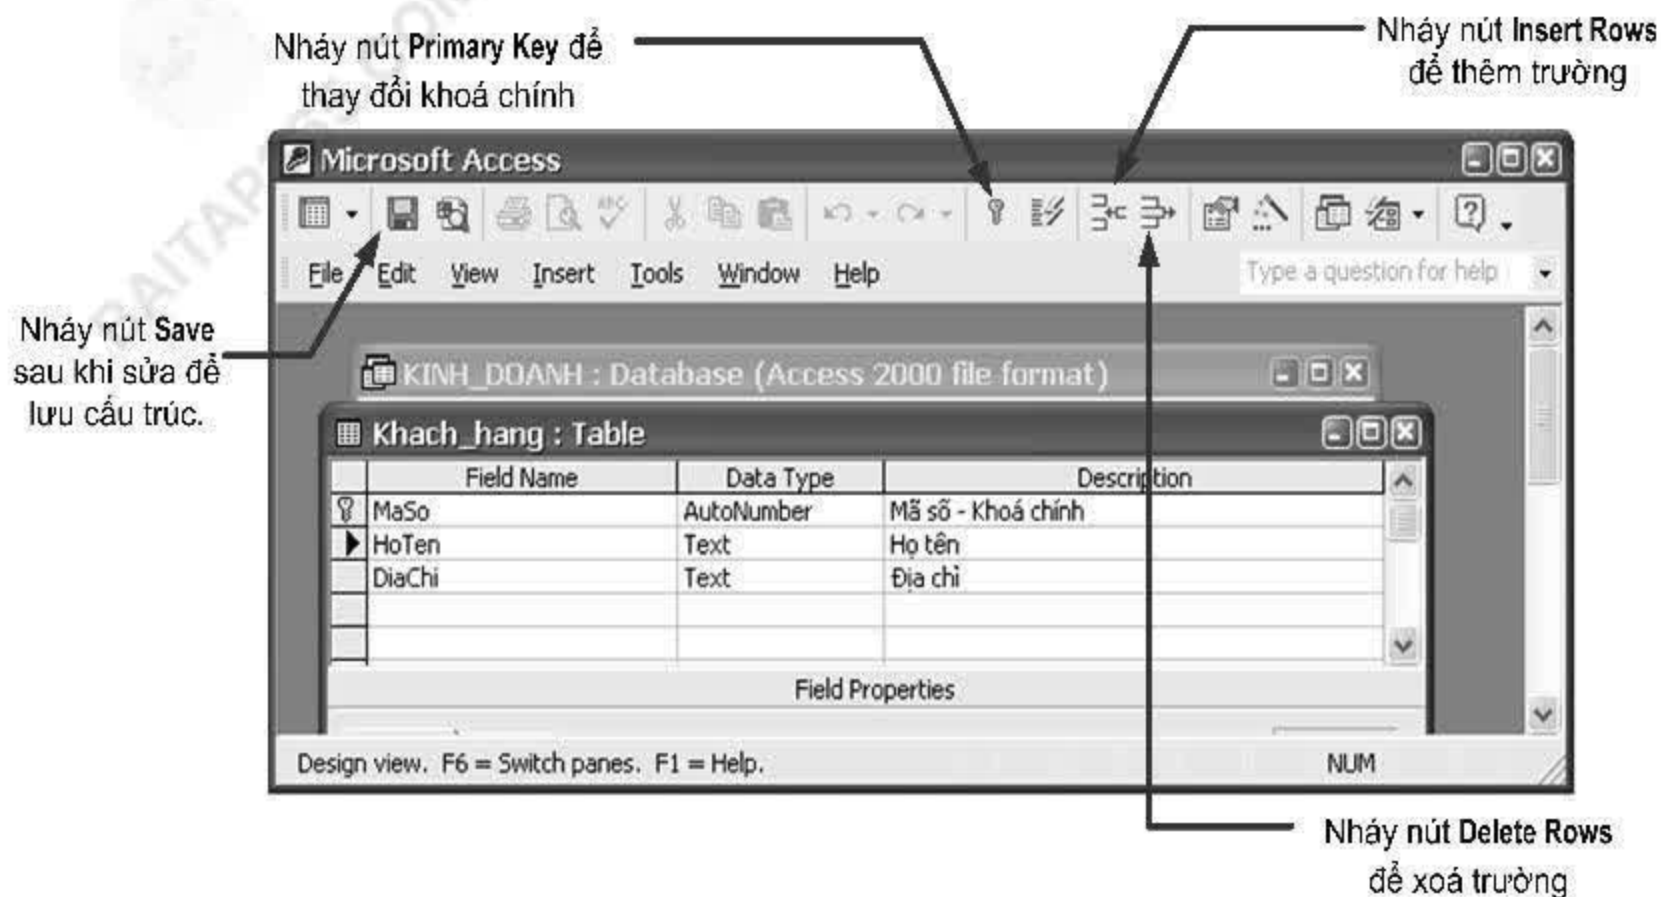 Nháy nút Primary Key để
thay đổi khoá chính
Nháy nút Insert Rows
để thêm trường
Microsoft Access
File Edit View Insert Tools Window Help
Type a question for help
Nháy nút Save
sau khi sửa để
lưu cấu trúc.
KINH_DOANH : Database (Access 2000 file format)
Khach_hang : Table
Field Name Data Type Description
MaSo AutoNumber Mã số - Khoá chính
HoTen Text Họ tên
DiaChi Text Địa chỉ
Field Properties
Design view. F6 = Switch panes. F1 = Help. NUM
Nháy nút Delete Rows
để xoá trường